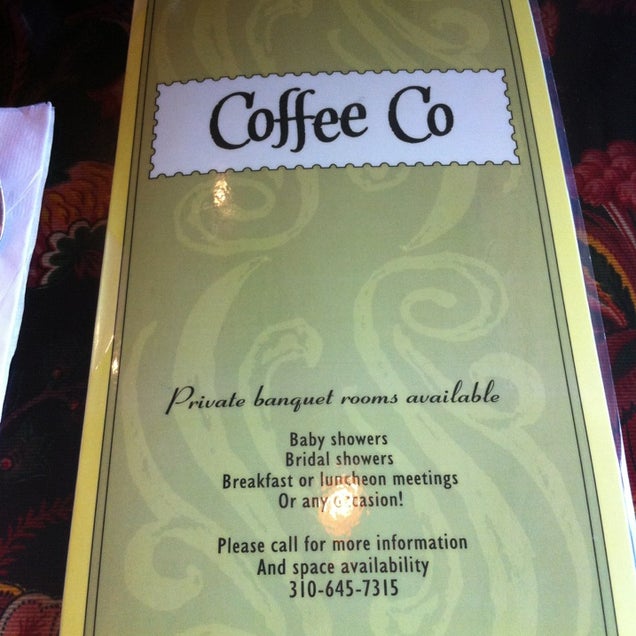 Coffee Co
Private banquet rooms available
Baby showers
Bridal showers
Breakfast or luncheon meetings
Or any occasion!
Please call for more information
And space availability
310-645-7315